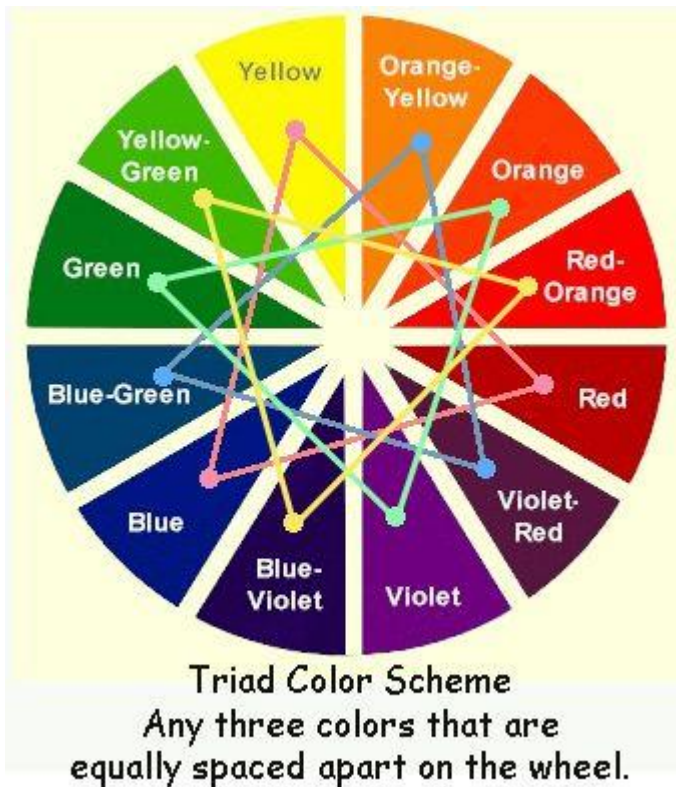 Yellow
Orange-
Yellow
Orange
Red-
Orange
Red
Violet-
Red
Violet
Blue-
Violet
Blue
Blue-Green
Green
Yellow-
Green
Triad Color Scheme
Any three colors that are
equally spaced apart on the wheel.